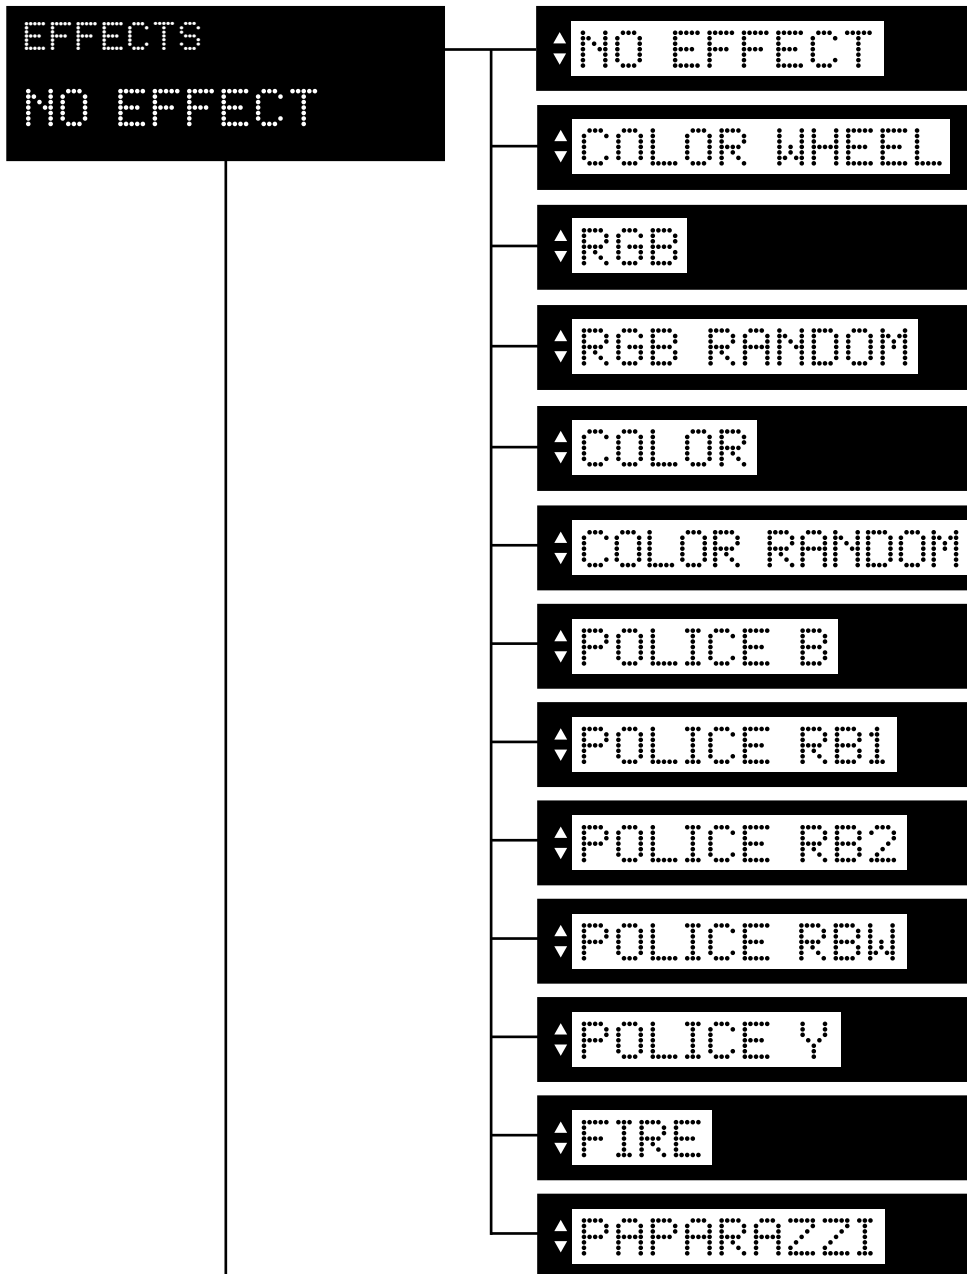 EFFECTS
NO EFFECT
NO EFFECT
COLOR WHEEL
RGB
RGB RANDOM
COLOR
COLOR RANDOM
POLICE B
POLICE RB1
POLICE RB2
POLICE RBW
POLICE Y
FIRE
PAPARAZZI